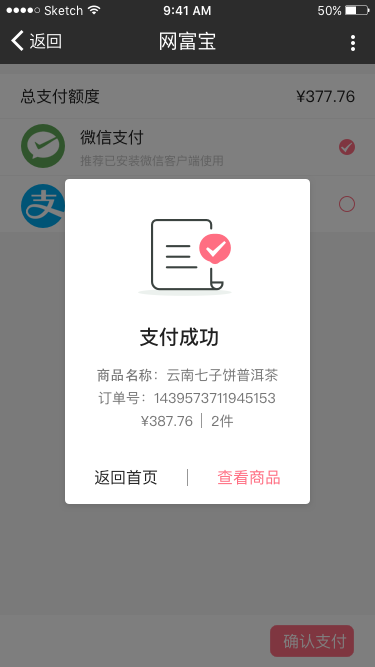 Sketch 9:41 AM 50%
返回 网富宝
总支付额度 ¥377.76
微信支付
推荐已安装微信客户端使用
支
支付成功
商品名称：云南七子饼普洱茶
订单号：1439573711945153
¥387.76 | 2件
返回首页 | 查看商品
确认支付